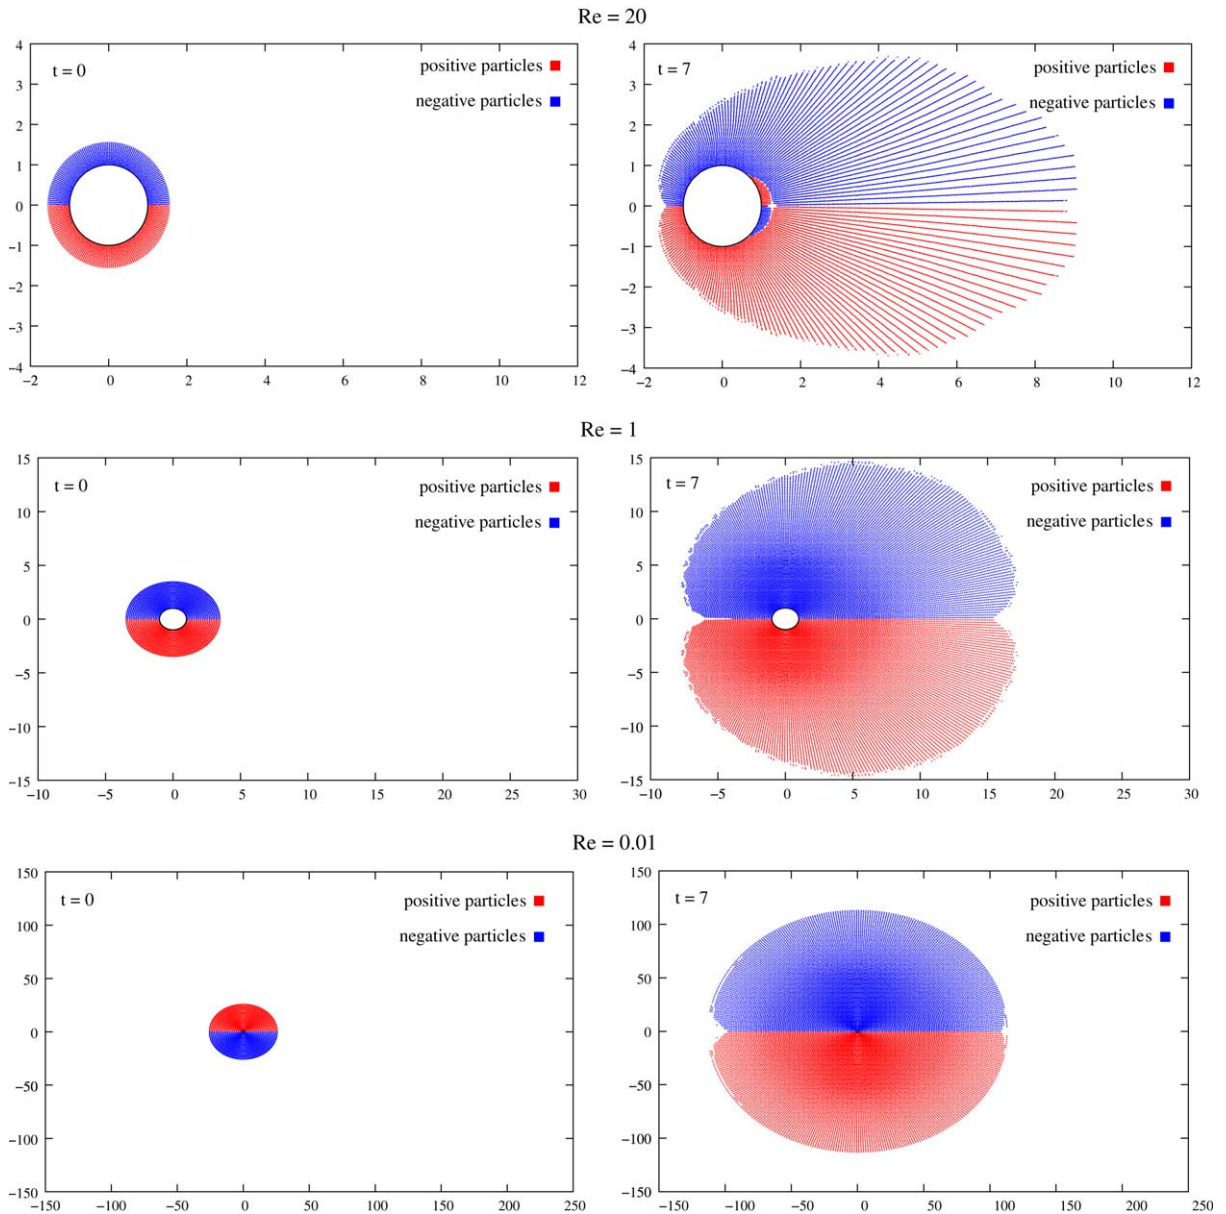 Re = 20
t = 0
positive particles
negative particles
4
3
2
1
0
−1
−2
−3
−4
−2 0 2 4 6 8 10 12
t = 7
positive particles
negative particles
4
3
2
1
0
−1
−2
−3
−4
−2 0 2 4 6 8 10 12
Re = 1
t = 0
positive particles
negative particles
15
10
5
0
−5
−10
−15
−10 −5 0 5 10 15 20 25 30
t = 7
positive particles
negative particles
15
10
5
0
−5
−10
−15
−10 −5 0 5 10 15 20 25 30
Re = 0.01
t = 0
positive particles
negative particles
150
100
50
0
−50
−100
−150
−150 −100 −50 0 50 100 150 200 250
t = 7
positive particles
negative particles
150
100
50
0
−50
−100
−150
−150 −100 −50 0 50 100 150 200 250